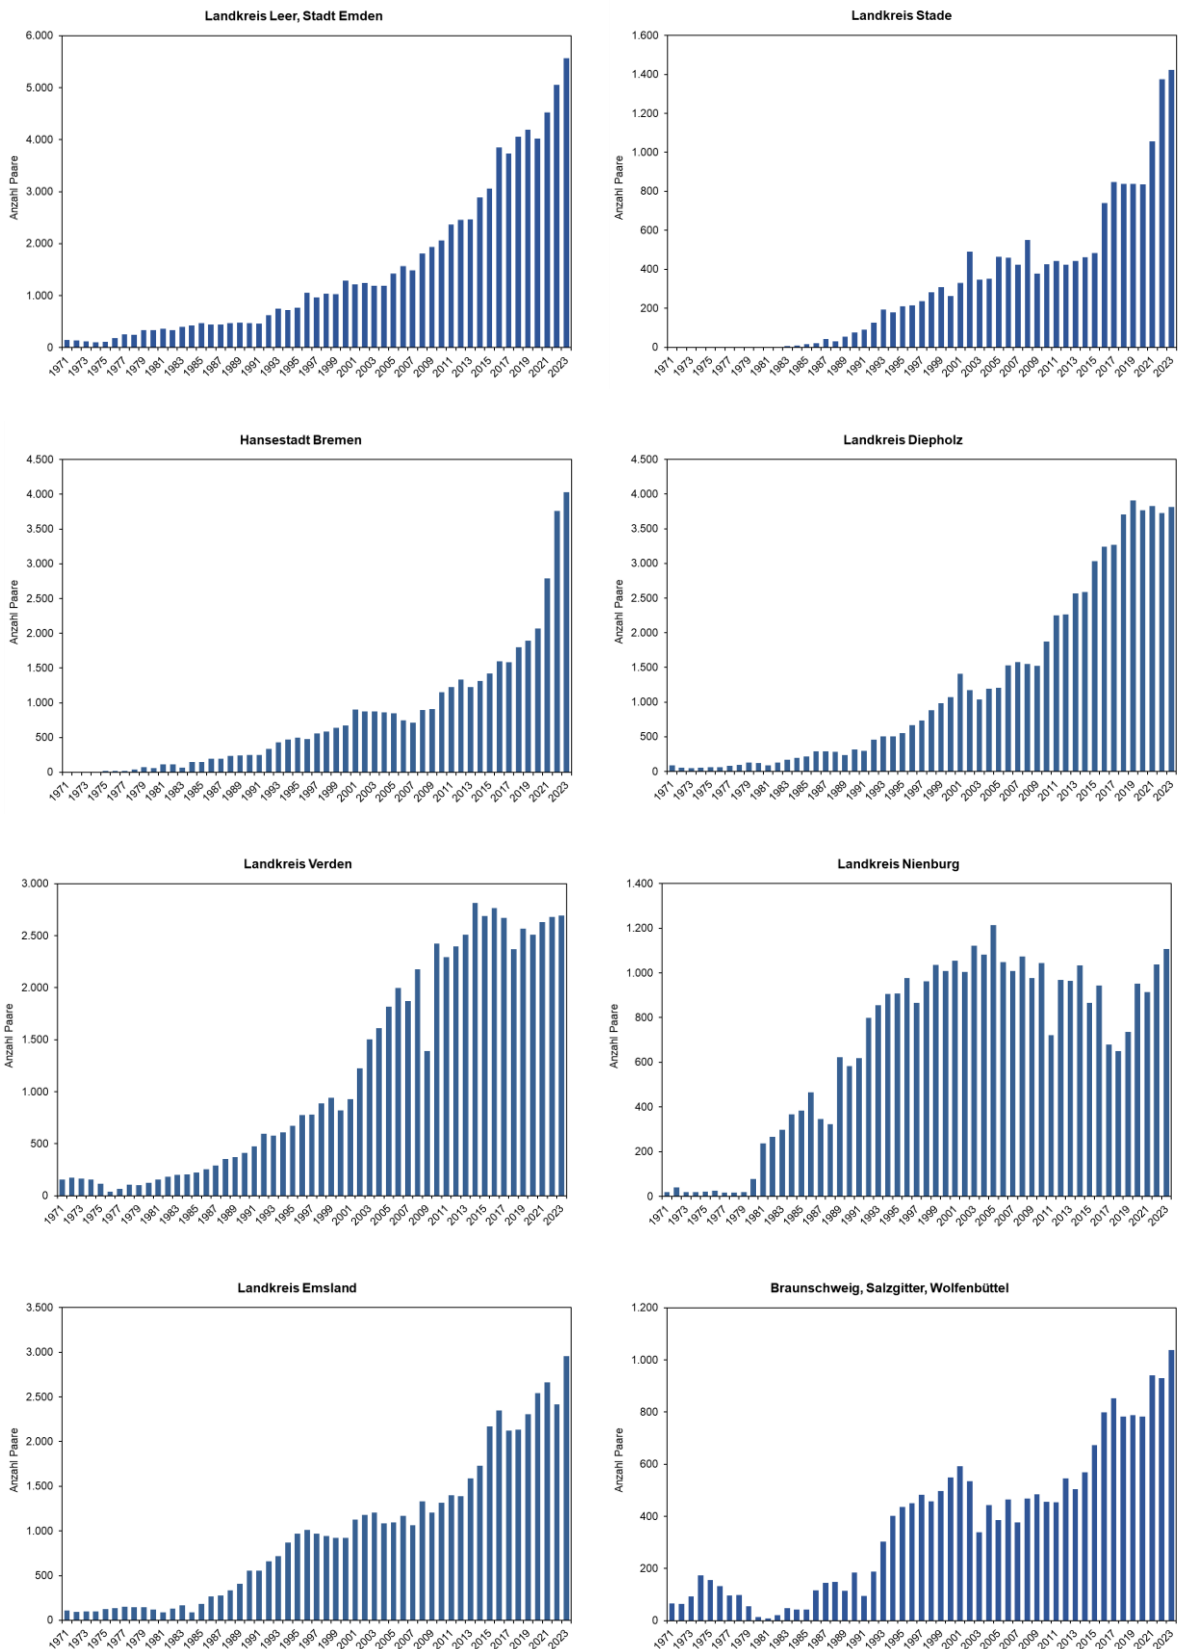 Landkreis Leer, Stadt Emden
Anzahl Paare
6.000
5.000
4.000
3.000
2.000
1.000
0
1971 1973 1975 1977 1979 1981 1983 1985 1987 1989 1991 1993 1995 1997 1999 2001 2003 2005 2007 2009 2011 2013 2015 2017 2019 2021 2023
Landkreis Stade
Anzahl Paare
1.600
1.400
1.200
1.000
800
600
400
200
0
1971 1973 1975 1977 1979 1981 1983 1985 1987 1989 1991 1993 1995 1997 1999 2001 2003 2005 2007 2009 2011 2013 2015 2017 2019 2021 2023
Hansestadt Bremen
Anzahl Paare
4.500
4.000
3.500
3.000
2.500
2.000
1.500
1.000
500
0
1971 1973 1975 1977 1979 1981 1983 1985 1987 1989 1991 1993 1995 1997 1999 2001 2003 2005 2007 2009 2011 2013 2015 2017 2019 2021 2023
Landkreis Diepholz
Anzahl Paare
4.500
4.000
3.500
3.000
2.500
2.000
1.500
1.000
500
0
1971 1973 1975 1977 1979 1981 1983 1985 1987 1989 1991 1993 1995 1997 1999 2001 2003 2005 2007 2009 2011 2013 2015 2017 2019 2021 2023
Landkreis Verden
Anzahl Paare
3.000
2.500
2.000
1.500
1.000
500
0
1971 1973 1975 1977 1979 1981 1983 1985 1987 1989 1991 1993 1995 1997 1999 2001 2003 2005 2007 2009 2011 2013 2015 2017 2019 2021 2023
Landkreis Nienburg
Anzahl Paare
1.400
1.200
1.000
800
600
400
200
0
1971 1973 1975 1977 1979 1981 1983 1985 1987 1989 1991 1993 1995 1997 1999 2001 2003 2005 2007 2009 2011 2013 2015 2017 2019 2021 2023
Landkreis Emsland
Anzahl Paare
3.500
3.000
2.500
2.000
1.500
1.000
500
0
1971 1973 1975 1977 1979 1981 1983 1985 1987 1989 1991 1993 1995 1997 1999 2001 2003 2005 2007 2009 2011 2013 2015 2017 2019 2021 2023
Braunschweig, Salzgitter, Wolfenbüttel
Anzahl Paare
1.200
1.000
800
600
400
200
0
1971 1973 1975 1977 1979 1981 1983 1985 1987 1989 1991 1993 1995 1997 1999 2001 2003 2005 2007 2009 2011 2013 2015 2017 2019 2021 2023